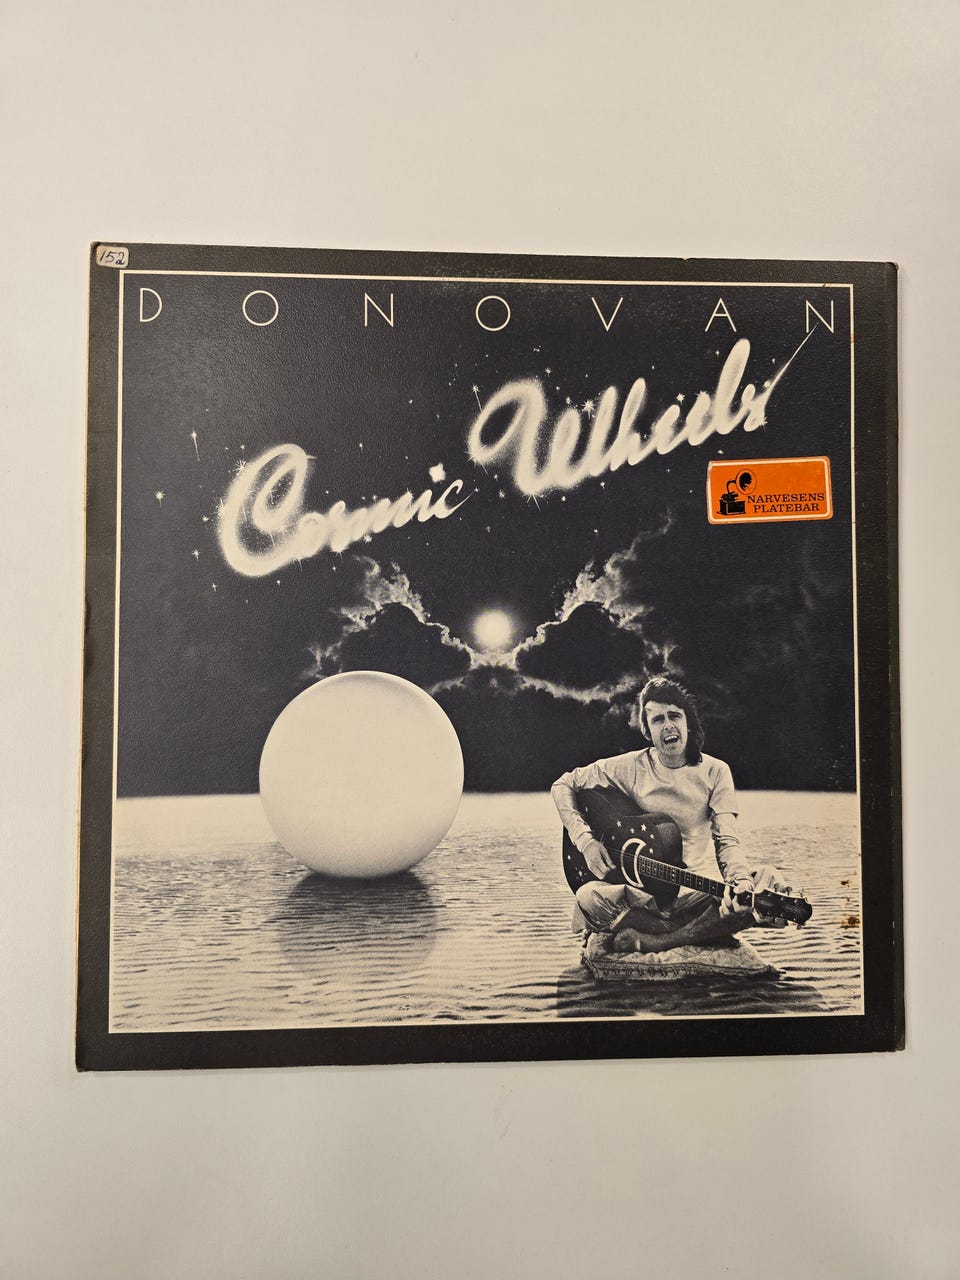 152
DONOVAN
Cosmic Wheels
NARVESENS
PLATEBAR